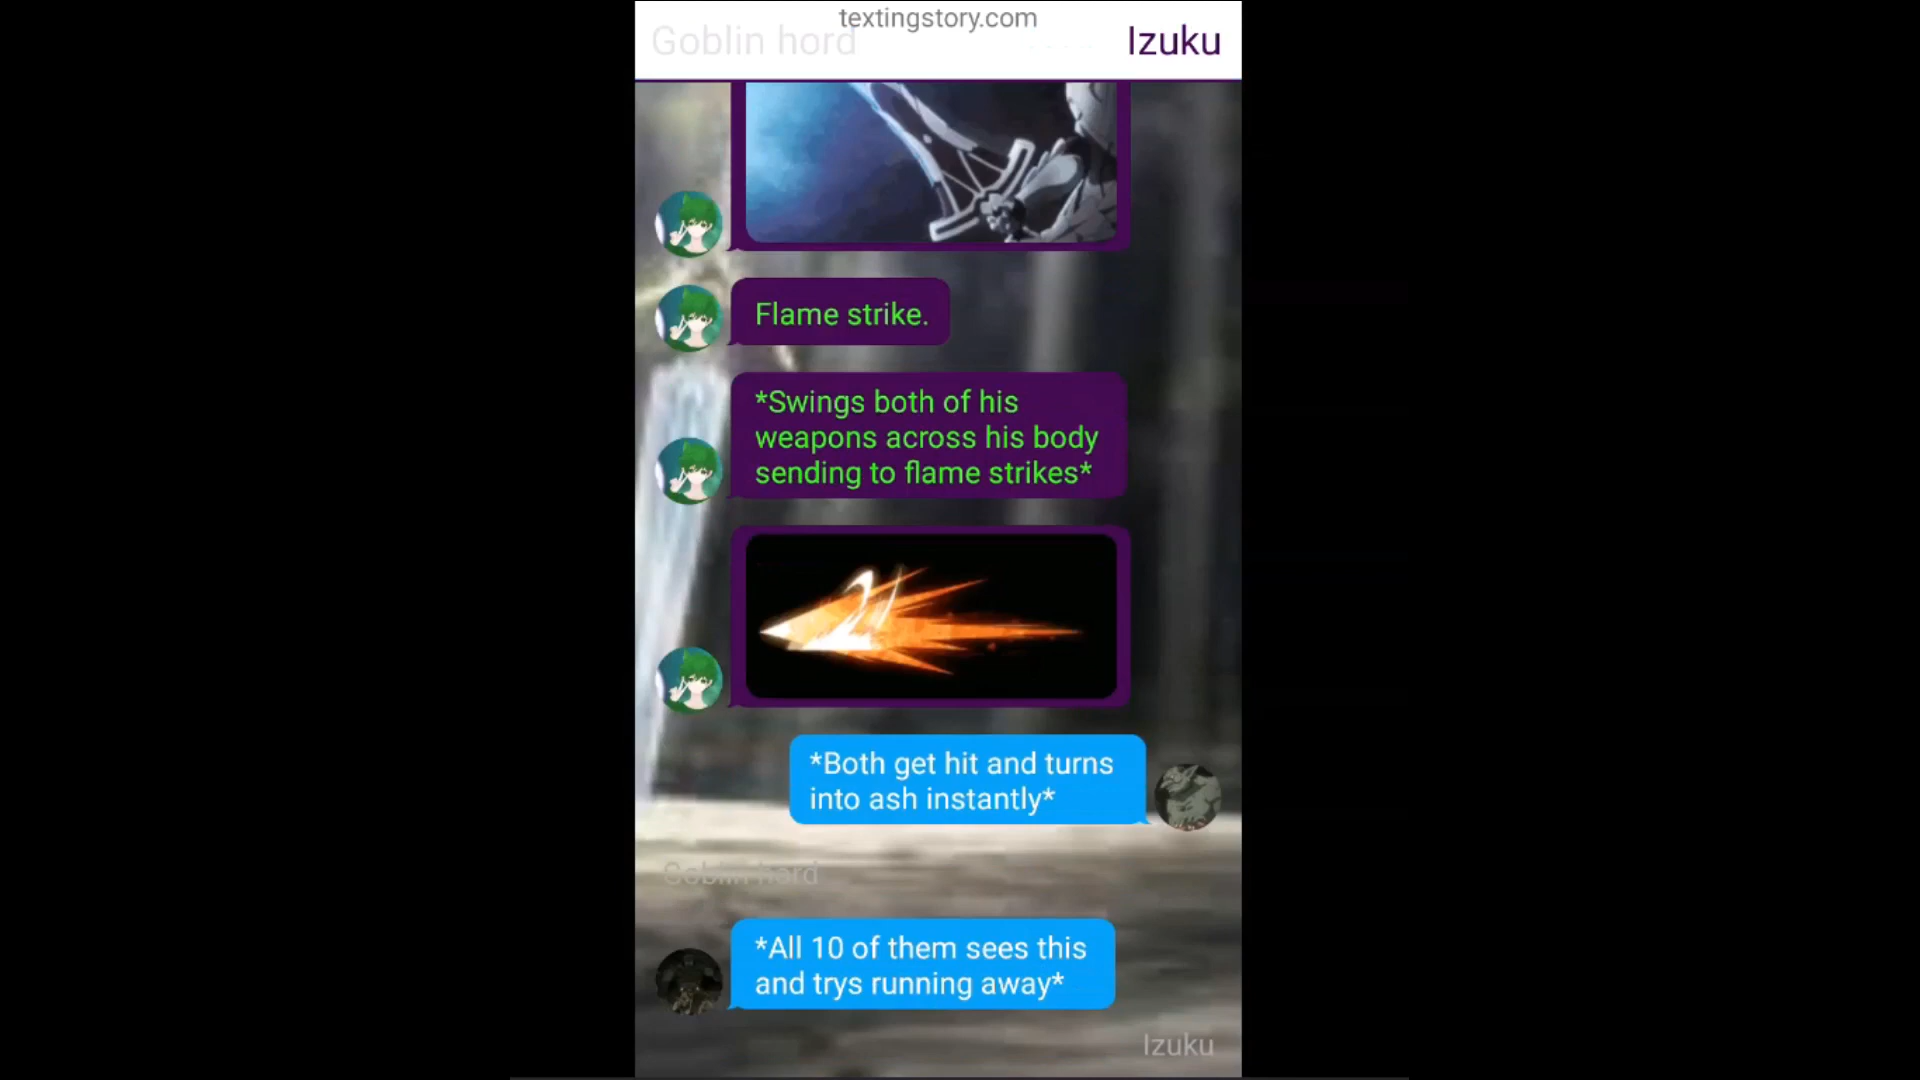 textingstory.com
Goblin hord
Izuku
Flame strike.
*Swings both of his
weapons across his body
sending to flame strikes*
*Both get hit and turns
into ash instantly*
Goblin hord
*All 10 of them sees this
and trys running away*
Izuku